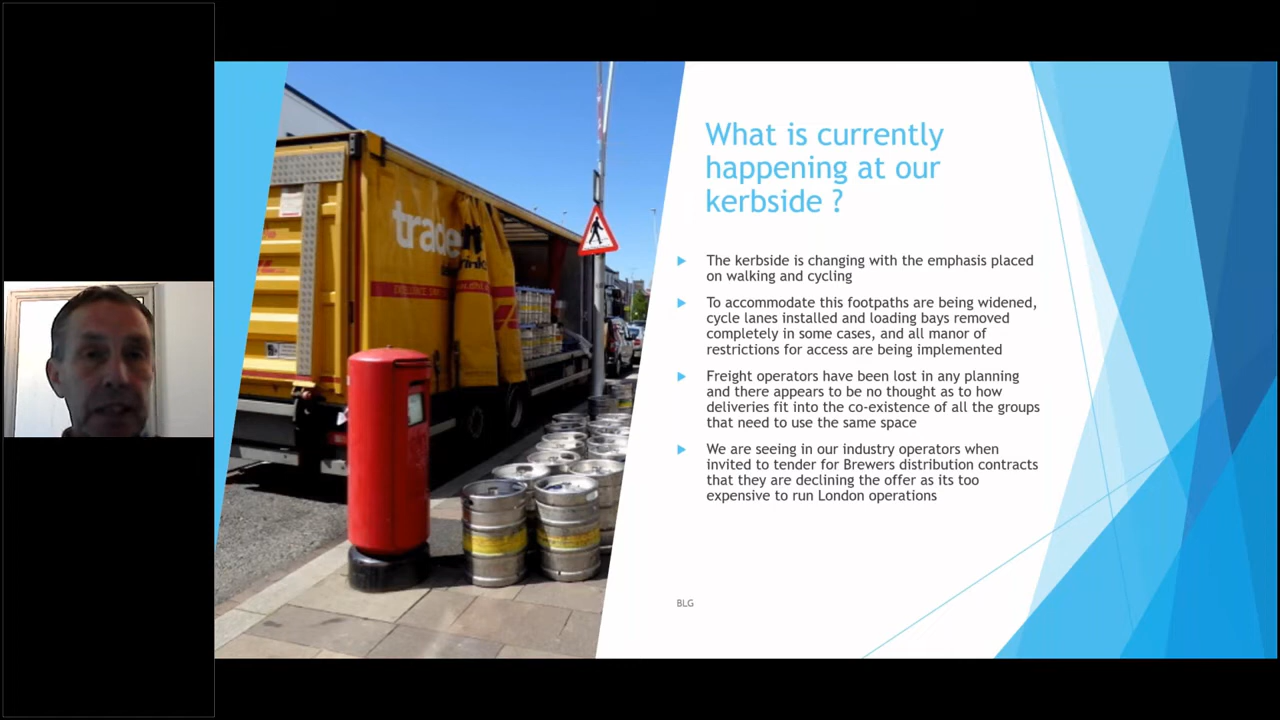 What is currently
happening at our
kerbside ?
The kerbside is changing with the emphasis placed
on walking and cycling
To accommodate this footpaths are being widened,
cycle lanes installed and loading bays removed
completely in some cases, and all manor of
restrictions for access are being implemented
Freight operators have been lost in any planning
and there appears to be no thought as to how
deliveries fit into the co-existence of all the groups
that need to use the same space
We are seeing in our industry operators when
invited to tender for Brewers distribution contracts
that they are declining the offer as its too
expensive to run London operations
BLG